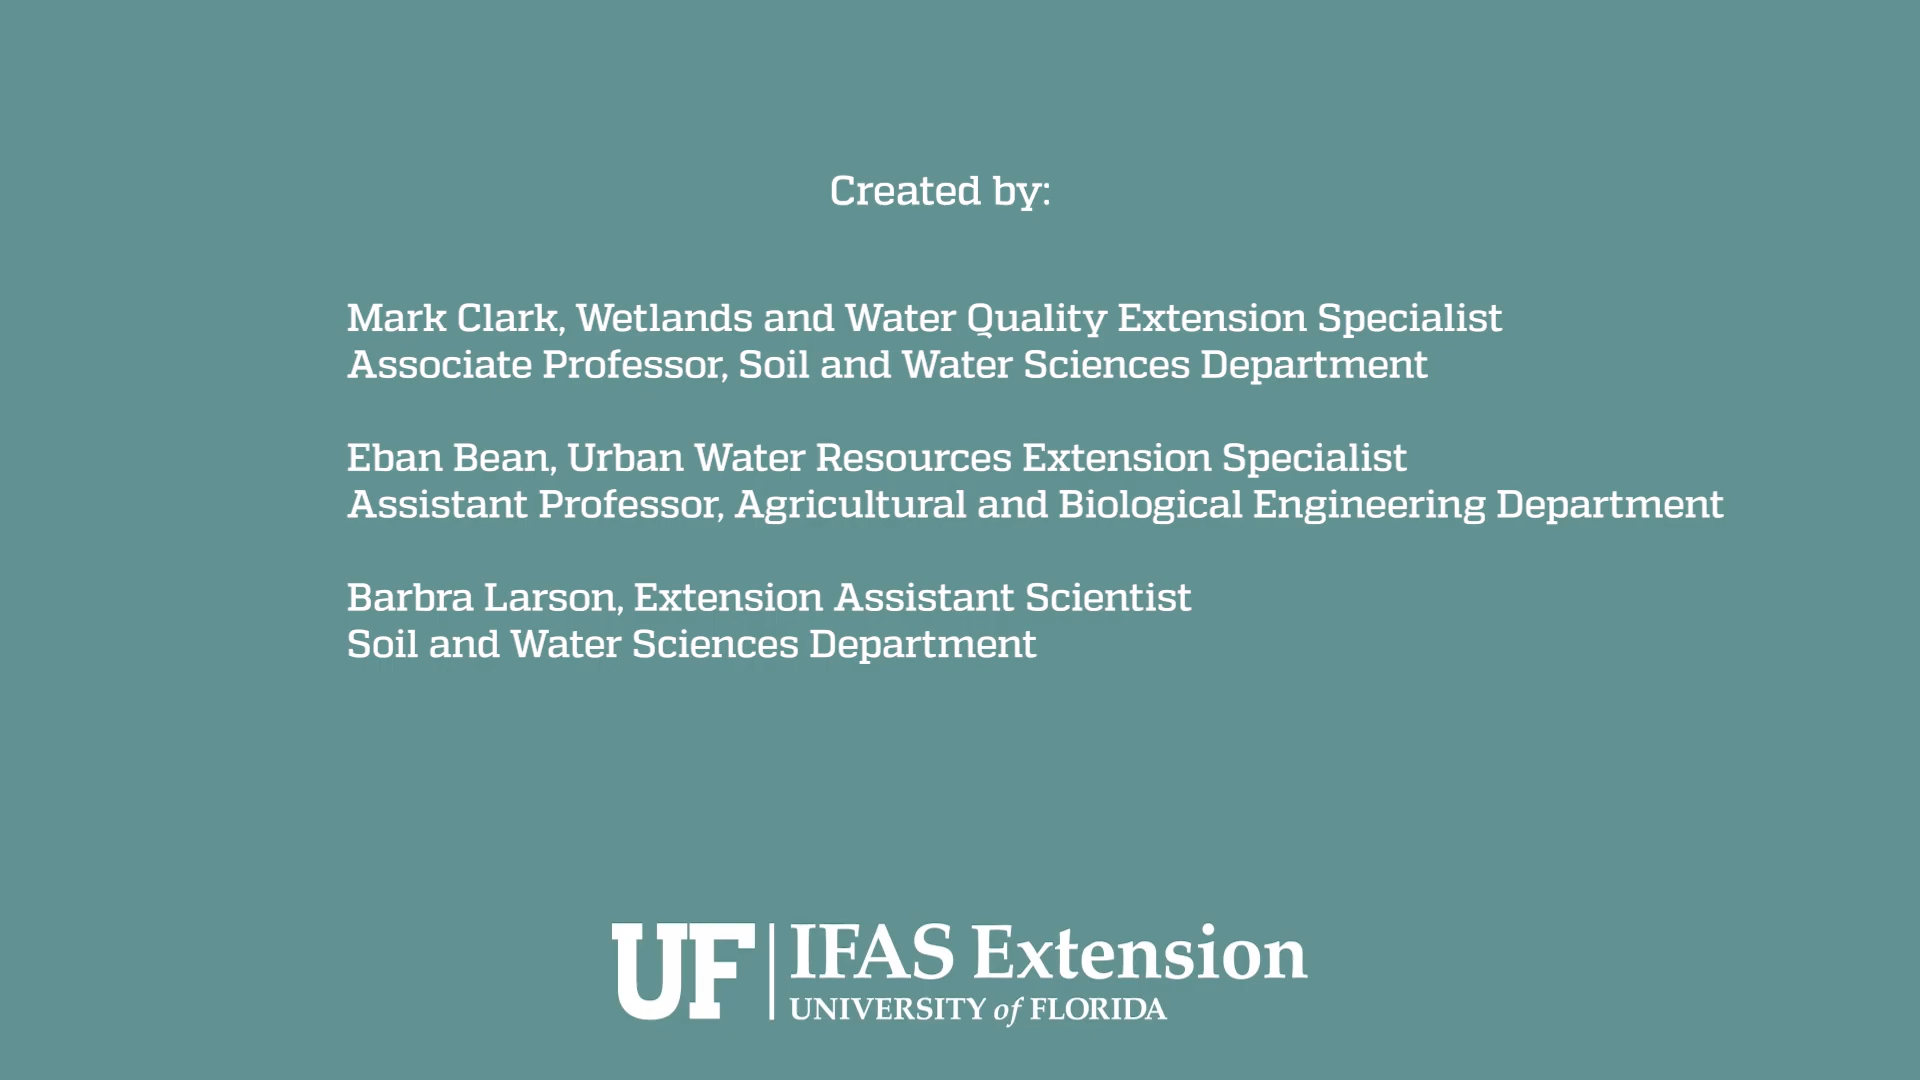 Created by:
Mark Clark, Wetlands and Water Quality Extension Specialist
Associate Professor, Soil and Water Sciences Department
Eban Bean, Urban Water Resources Extension Specialist
Assistant Professor, Agricultural and Biological Engineering Department
Barbra Larson, Extension Assistant Scientist
Soil and Water Sciences Department
UF IFAS Extension
UNIVERSITY of FLORIDA